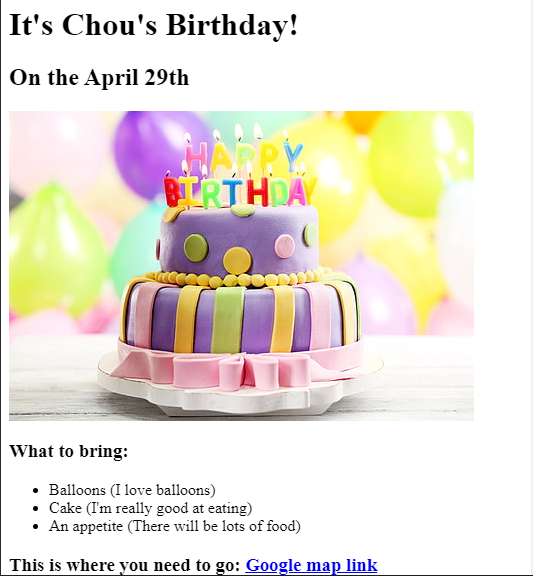 It's Chou's Birthday!
On the April 29th
HAPPY
BIRTHDAY
What to bring:
Balloons (I love balloons)
Cake (I'm really good at eating)
An appetite (There will be lots of food)
This is where you need to go: Google map link